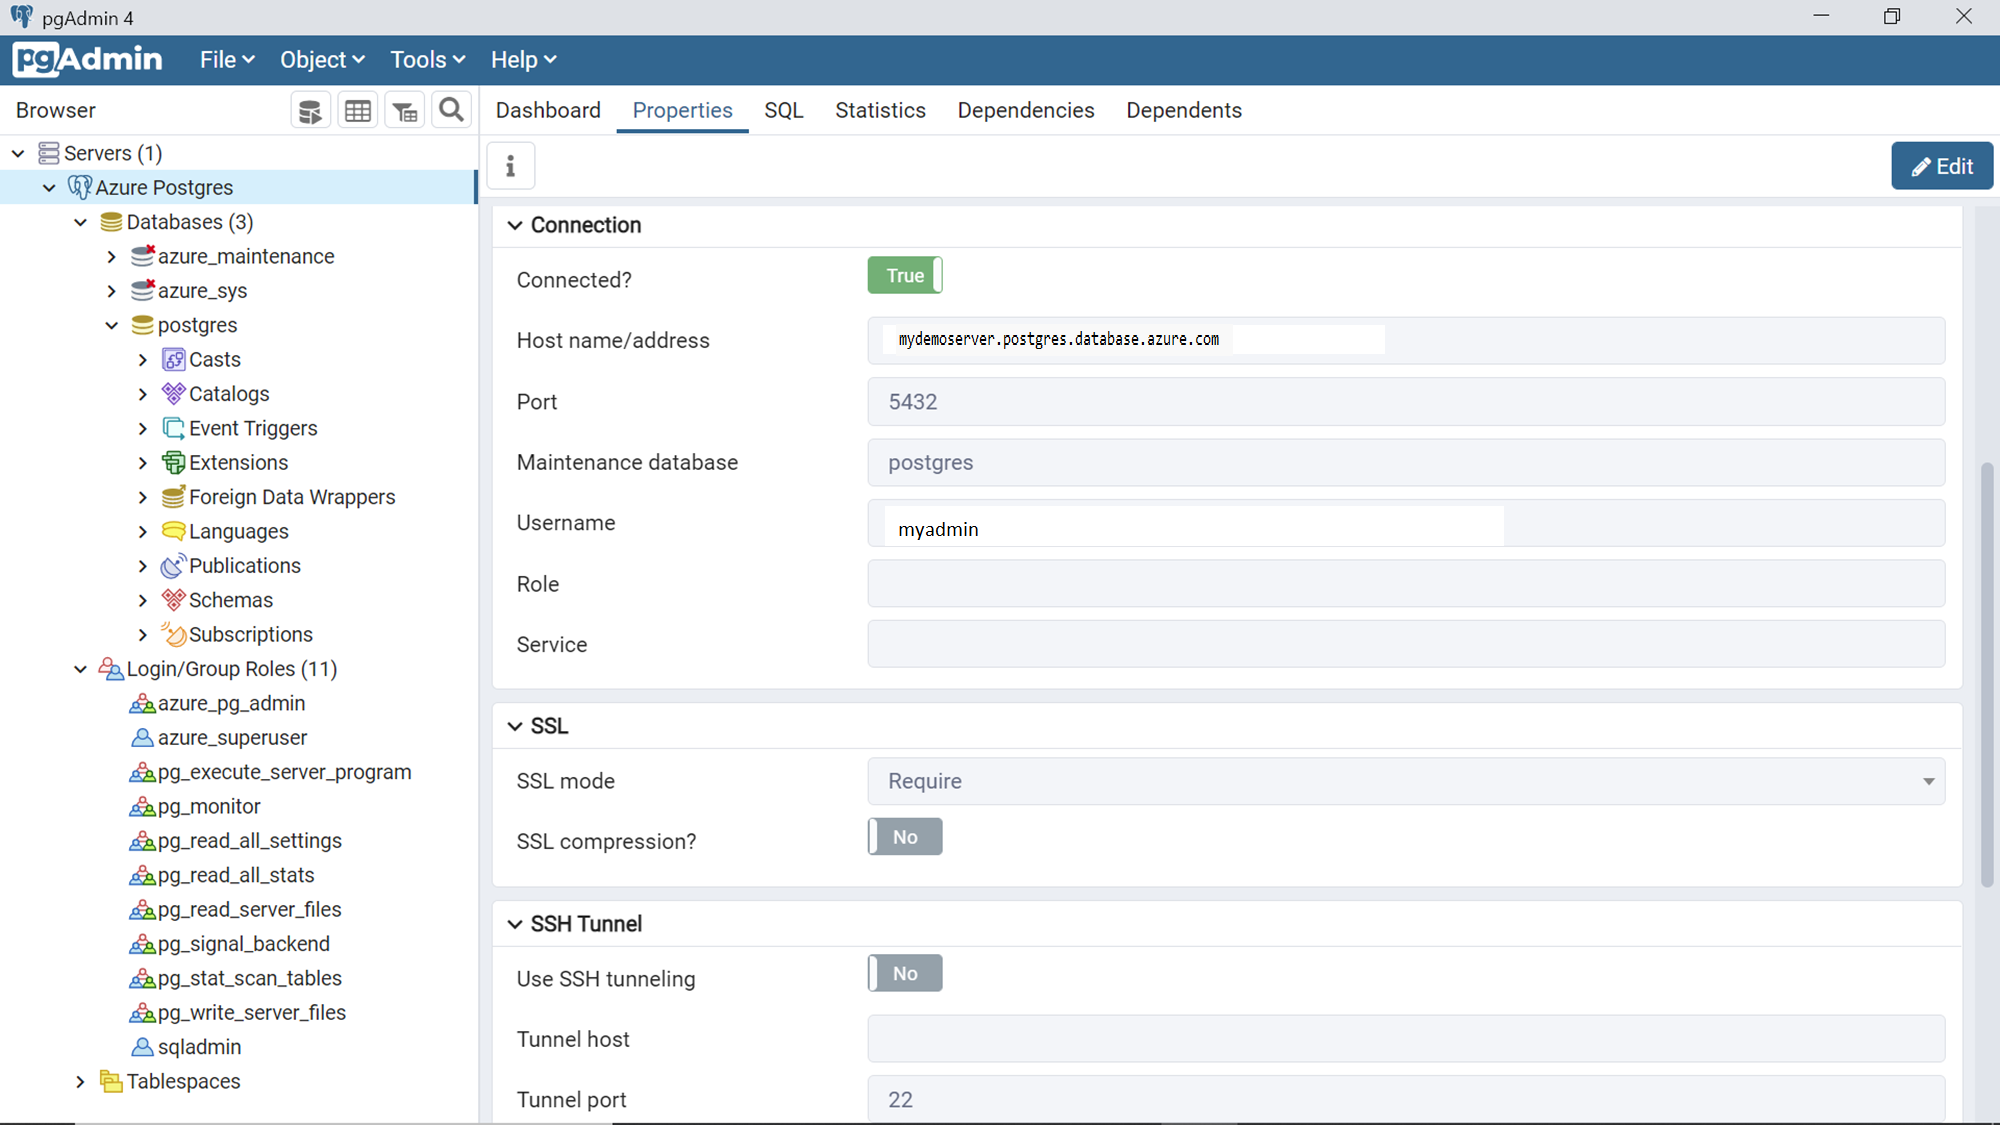 pgAdmin 4
pgAdmin File Object Tools Help
Browser
Dashboard Properties SQL Statistics Dependencies Dependents
Edit
Servers (1)
Azure Postgres
Databases (3)
azure_maintenance
azure_sys
postgres
Casts
Catalogs
Event Triggers
Extensions
Foreign Data Wrappers
Languages
Publications
Schemas
Subscriptions
Login/Group Roles (11)
azure_pg_admin
azure_superuser
pg_execute_server_program
pg_monitor
pg_read_all_settings
pg_read_all_stats
pg_read_server_files
pg_signal_backend
pg_stat_scan_tables
pg_write_server_files
sqladmin
Tablespaces
Connection
Connected? True
Host name/address mydemoserver.postgres.database.azure.com
Port 5432
Maintenance database postgres
Username myadmin
Role
Service
SSL
SSL mode Require
SSL compression? No
SSH Tunnel
Use SSH tunneling No
Tunnel host
Tunnel port 22